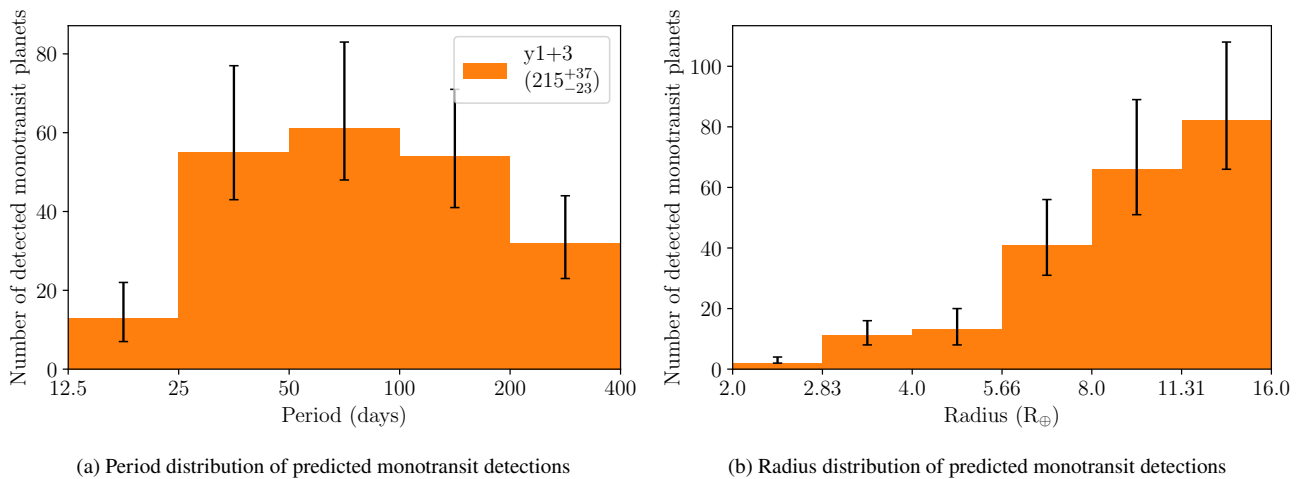 Number of detected monotransit planets
80
60
40
20
0
12.5 25 50 100 200 400
Period (days)
y1+3
(215+37−23)
(a) Period distribution of predicted monotransit detections
Number of detected monotransit planets
100
80
60
40
20
0
2.0 2.83 4.0 5.66 8.0 11.31 16.0
Radius (R⊕)
(b) Radius distribution of predicted monotransit detections